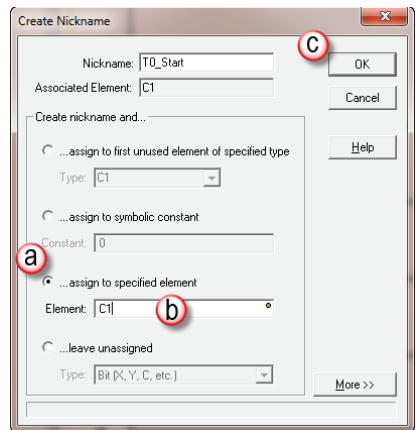 Create Nickname
x
c
Nickname: T0_Start
OK
Associated Element: C1
Cancel
Create nickname and...
...assign to first unused element of specified type
Help
Type: C1
...assign to symbolic constant
Constant: 0
a
...assign to specified element
Element: C1
b
...leave unassigned
Type: Bit (X, Y, C, etc.)
More >>